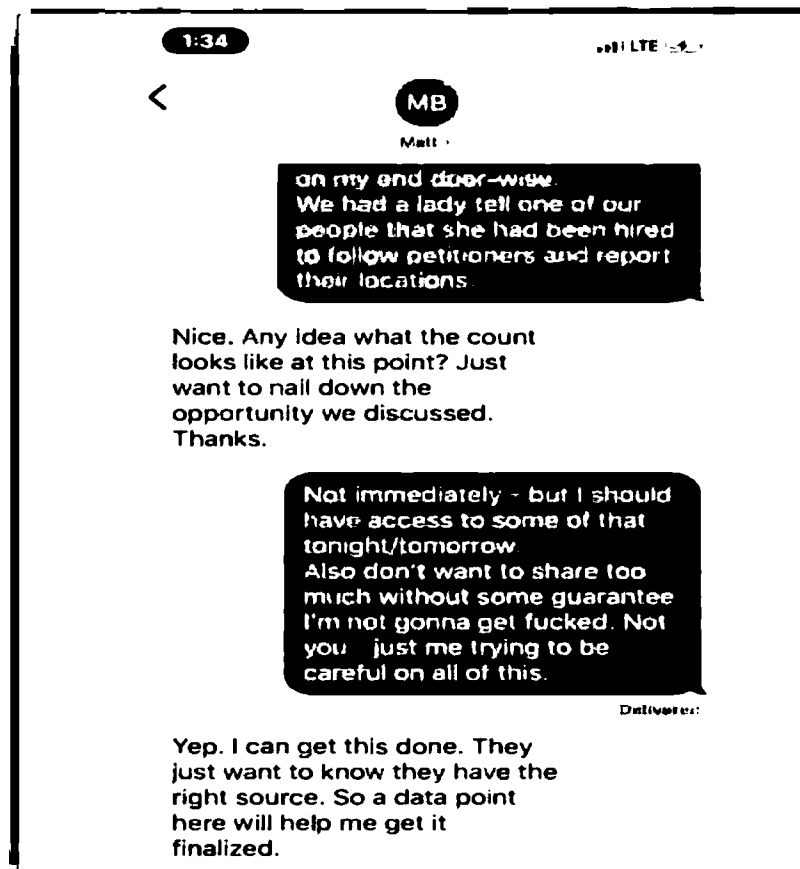 1:34
LTE
MB
Matt
on my end door-wise.
We had a lady tell one of our
people that she had been hired
to follow petitioners and report
their locations.
Nice. Any idea what the count
looks like at this point? Just
want to nail down the
opportunity we discussed.
Thanks.
Not immediately - but I should
have access to some of that
tonight/tomorrow.
Also don't want to share too
much without some guarantee
I'm not gonna get fucked. Not
you just me trying to be
careful on all of this.
Delivered
Yep. I can get this done. They
just want to know they have the
right source. So a data point
here will help me get it
finalized.